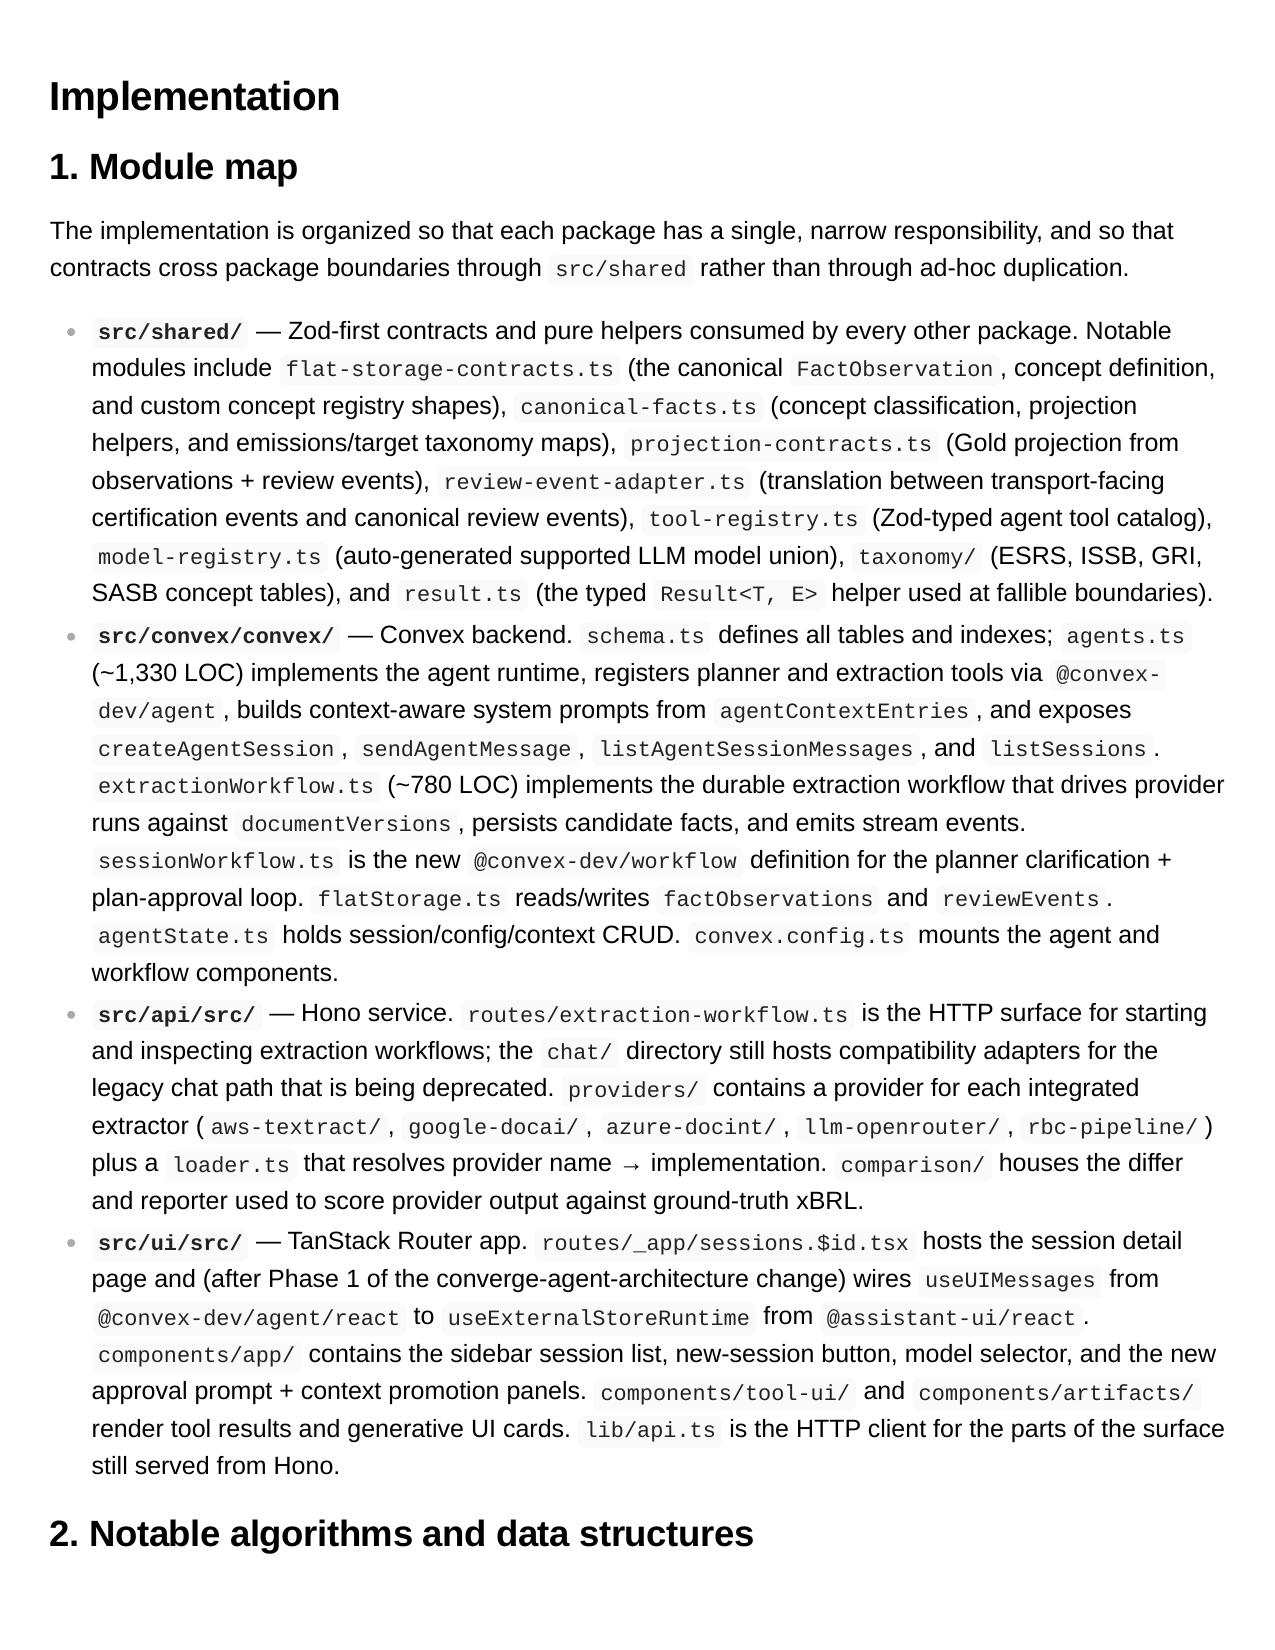 Implementation
1. Module map
The implementation is organized so that each package has a single, narrow responsibility, and so that
contracts cross package boundaries through src/shared rather than through ad-hoc duplication.
• src/shared/ — Zod-first contracts and pure helpers consumed by every other package. Notable
modules include flat-storage-contracts.ts (the canonical FactObservation, concept definition,
and custom concept registry shapes), canonical-facts.ts (concept classification, projection
helpers, and emissions/target taxonomy maps), projection-contracts.ts (Gold projection from
observations + review events), review-event-adapter.ts (translation between transport-facing
certification events and canonical review events), tool-registry.ts (Zod-typed agent tool catalog),
model-registry.ts (auto-generated supported LLM model union), taxonomy/ (ESRS, ISSB, GRI,
SASB concept tables), and result.ts (the typed Result<T, E> helper used at fallible boundaries).
• src/convex/convex/ — Convex backend. schema.ts defines all tables and indexes; agents.ts
(~1,330 LOC) implements the agent runtime, registers planner and extraction tools via @convex-
dev/agent, builds context-aware system prompts from agentContextEntries, and exposes
createAgentSession, sendAgentMessage, listAgentSessionMessages, and listSessions.
extractionWorkflow.ts (~780 LOC) implements the durable extraction workflow that drives provider
runs against documentVersions, persists candidate facts, and emits stream events.
sessionWorkflow.ts is the new @convex-dev/workflow definition for the planner clarification +
plan-approval loop. flatStorage.ts reads/writes factObservations and reviewEvents.
agentState.ts holds session/config/context CRUD. convex.config.ts mounts the agent and
workflow components.
• src/api/src/ — Hono service. routes/extraction-workflow.ts is the HTTP surface for starting
and inspecting extraction workflows; the chat/ directory still hosts compatibility adapters for the
legacy chat path that is being deprecated. providers/ contains a provider for each integrated
extractor (aws-textract/, google-docai/, azure-docint/, llm-openrouter/, rbc-pipeline/)
plus a loader.ts that resolves provider name → implementation. comparison/ houses the differ
and reporter used to score provider output against ground-truth xBRL.
• src/ui/src/ — TanStack Router app. routes/_app/sessions.$id.tsx hosts the session detail
page and (after Phase 1 of the converge-agent-architecture change) wires useUIMessages from
@convex-dev/agent/react to useExternalStoreRuntime from @assistant-ui/react.
components/app/ contains the sidebar session list, new-session button, model selector, and the new
approval prompt + context promotion panels. components/tool-ui/ and components/artifacts/
render tool results and generative UI cards. lib/api.ts is the HTTP client for the parts of the surface
still served from Hono.
2. Notable algorithms and data structures